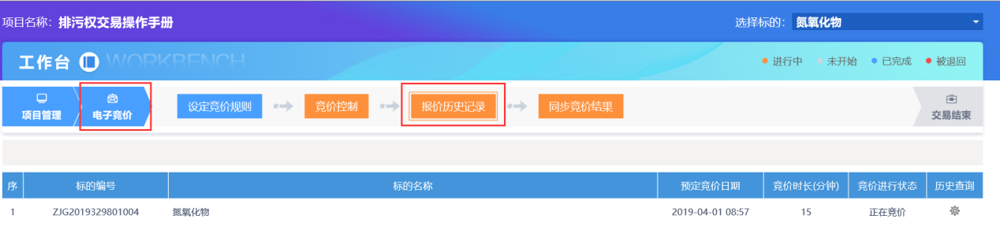 项目名称: 排污权交易操作手册 选择标的: 氮氧化物
工作台 WORKBENCH 进行中 未开始 已完成 被退回
项目管理 电子竞价 设定竞价规则 竞价控制 报价历史记录 同步竞价结果 交易结束
序 标的编号 标的名称 预定竞价日期 竞价时长(分钟) 竞价进行状态 历史查询
1 ZJG2019329801004 氮氧化物 2019-04-01 08:57 15 正在竞价